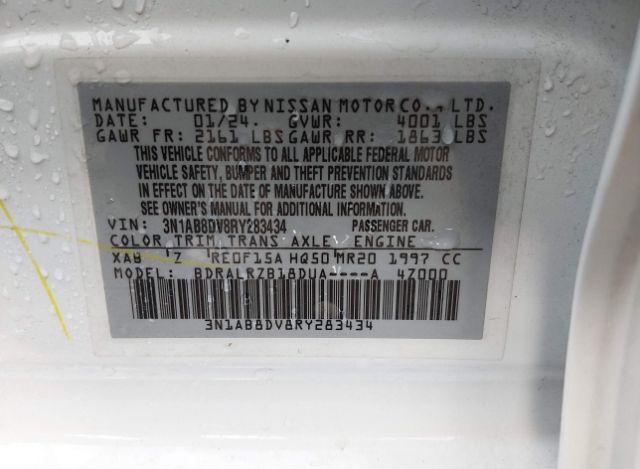 MANUFACTURED BY NISSAN MOTOR CO., LTD.
DATE: 01/24. GVWR: 4001 LBS
GAWR FR: 2161 LBS GAWR RR: 1863 LBS
THIS VEHICLE CONFORMS TO ALL APPLICABLE FEDERAL MOTOR
VEHICLE SAFETY, BUMPER AND THEFT PREVENTION STANDARDS
IN EFFECT ON THE DATE OF MANUFACTURE SHOWN ABOVE.
SEE OWNER'S MANUAL FOR ADDITIONAL INFORMATION.
VIN: 3N1AB8DV8RY283434 PASSENGER CAR.
COLOR TRIM TRANS AXLE ENGINE
XAB Z RE0F15A HQ50 MR20 1997 CC
MODEL: BDRALRZB18DUA----A 4Z000
3N1AB8DV8RY283434